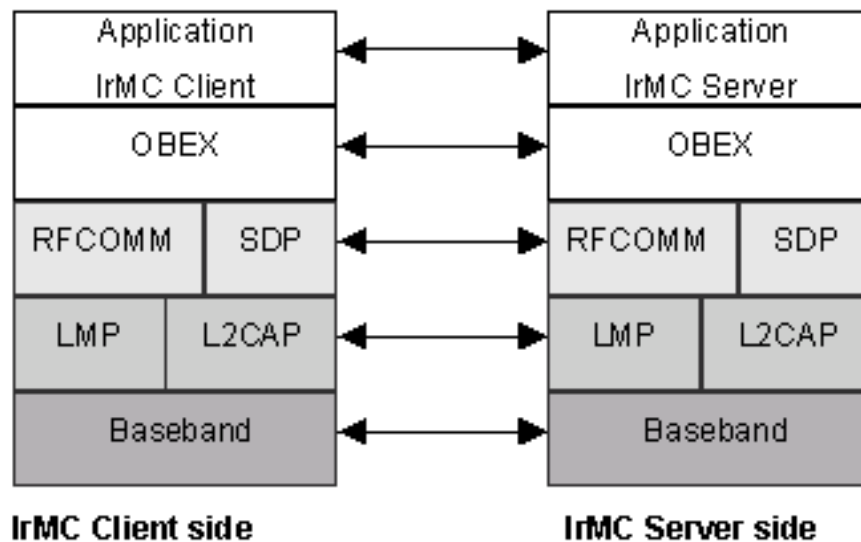 Application
IrMC Client
OBEX
RFCOMM SDP
LMP L2CAP
Baseband
IrMC Client side
Application
IrMC Server
OBEX
RFCOMM SDP
LMP L2CAP
Baseband
IrMC Server side